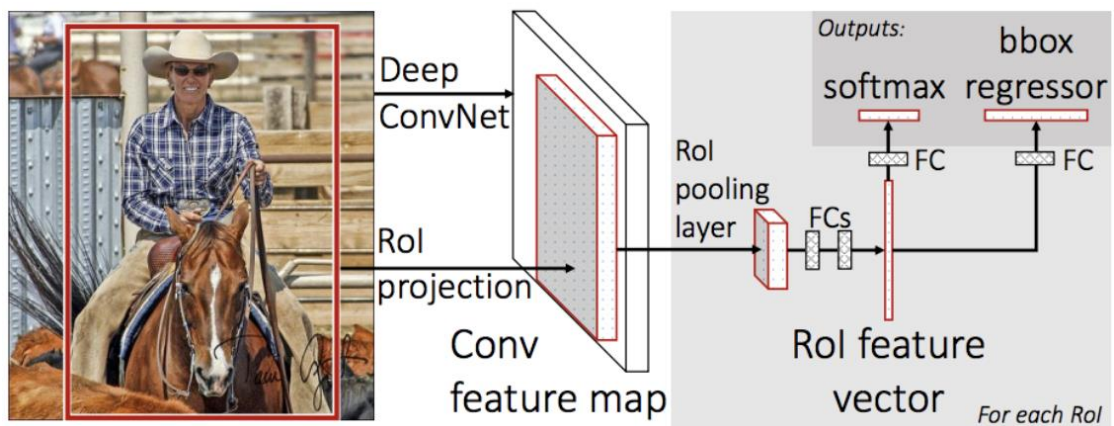 Deep
ConvNet
RoI
projection
Conv
feature map
RoI
pooling
layer
FCs
RoI feature
vector
For each RoI
Outputs:
softmax
bbox
regressor
FC
FC